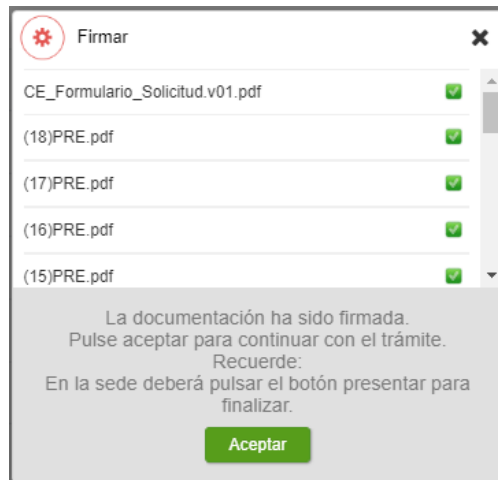 Firmar
CE_Formulario_Solicitud.v01.pdf
(18)PRE.pdf
(17)PRE.pdf
(16)PRE.pdf
(15)PRE.pdf
La documentación ha sido firmada.
Pulse aceptar para continuar con el trámite.
Recuerde:
En la sede deberá pulsar el botón presentar para
finalizar.
Aceptar